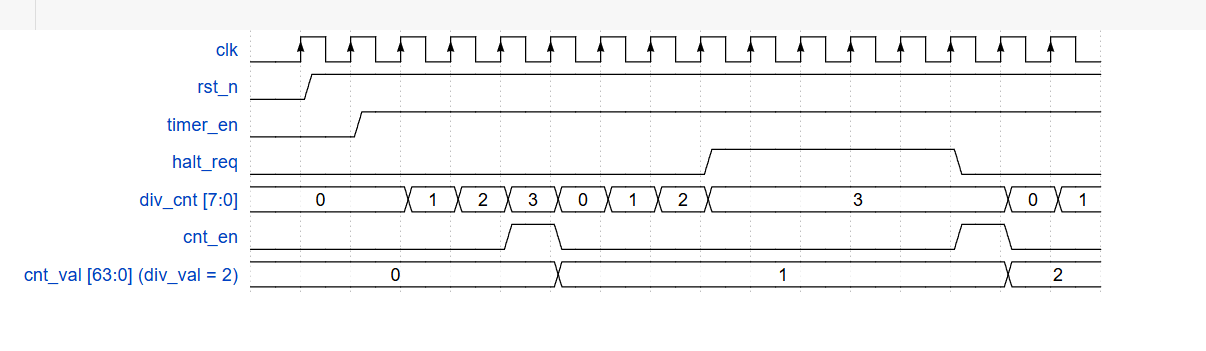 clk
rst_n
timer_en
halt_req
div_cnt [7:0] 0 1 2 3 0 1 2 3 0 1
cnt_en
cnt_val [63:0] (div_val = 2) 0 1 2